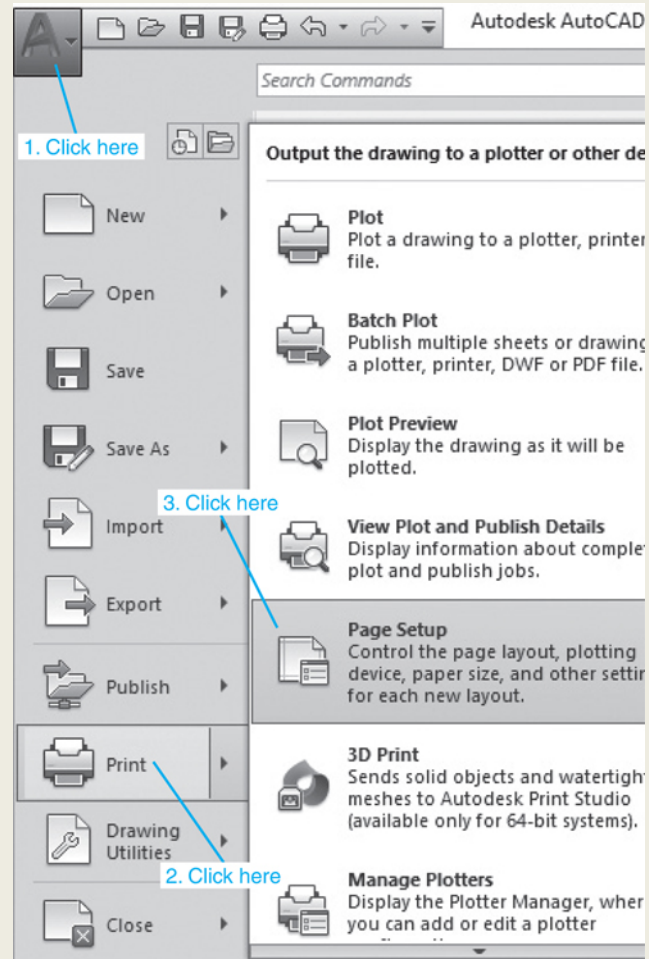 Autodesk AutoCAD
Search Commands
1. Click here
Output the drawing to a plotter or other
New
Plot
Plot a drawing to a plotter, printer
file.
Open
Batch Plot
Publish multiple sheets or
a plotter, printer, DWF or PDF file.
Save
Plot Preview
Display the drawing as it will be
plotted.
Save As
3. Click here
Import
View Plot and Publish Details
Display information about
plot and publish jobs.
Export
Page Setup
Control the page layout, plotting
device, paper size, and other
for each new layout.
Publish
Print
3D Print
Sends solid objects and
meshes to Autodesk Print Studio
(available only for 64-bit systems).
Drawing
Utilities
2. Click here
Manage Plotters
Display the Plotter Manager,
you can add or edit a plotter
Close